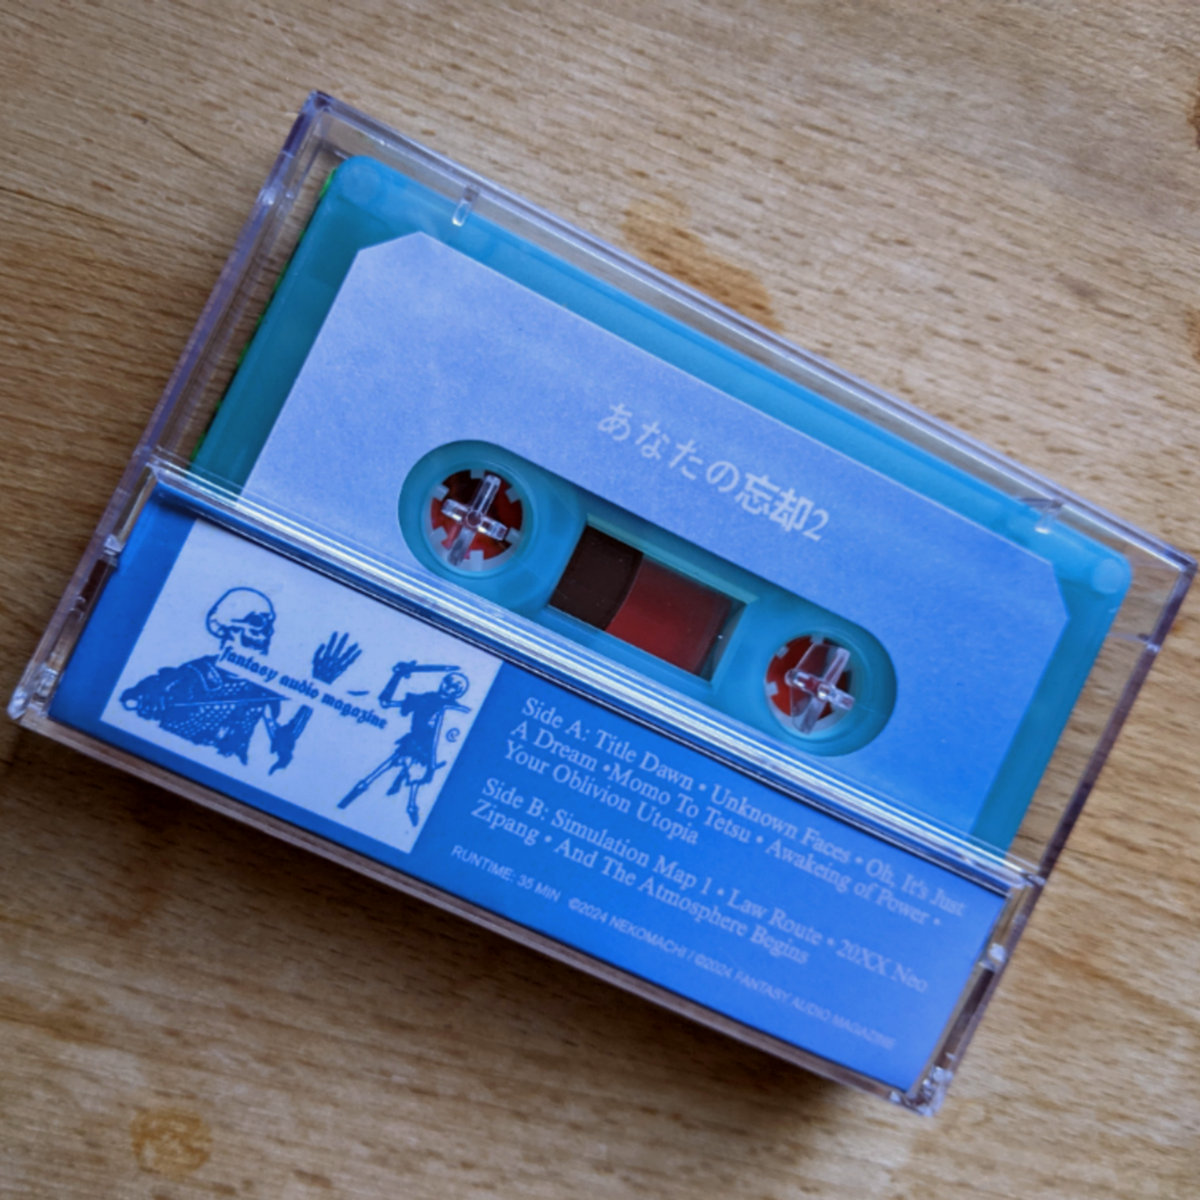 あなたの忘却2
fantasy audio magazine
Side A: Title Dawn • Unknown Faces • Oh, It's Just
A Dream •Momo To Tetsu • Awakeing of Power •
Your Oblivion Utopia
Side B: Simulation Map 1 • Law Route • 20XX Neo
Zipang • And The Atmosphere Begins
RUNTIME: 35 MIN ©2024 NEKOMACHI / ©2024 FANTASY AUDIO MAGAZINE